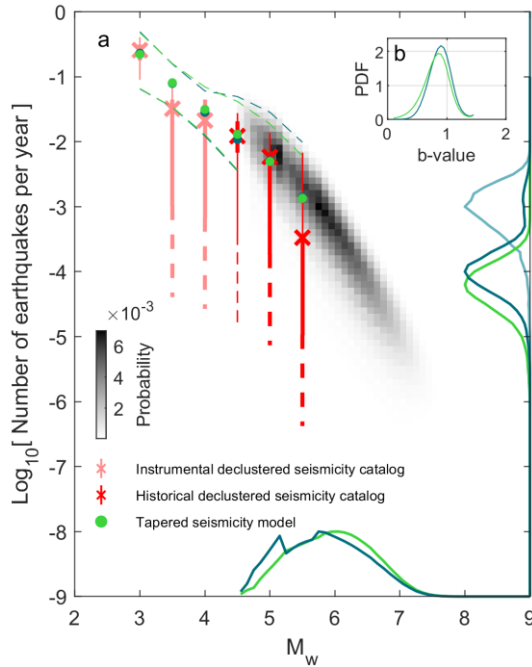 a
b
PDF
2
1
0
0
1
2
b-value
Log10[ Number of earthquakes per year]
-0
-1
-2
-3
-4
-5
-6
-7
-8
-9
×10⁻³
6
4
2
Probability
Instrumental declustered seismicity catalog
Historical declustered seismicity catalog
Tapered seismicity model
2
3
4
5
6
7
8
9
Mw